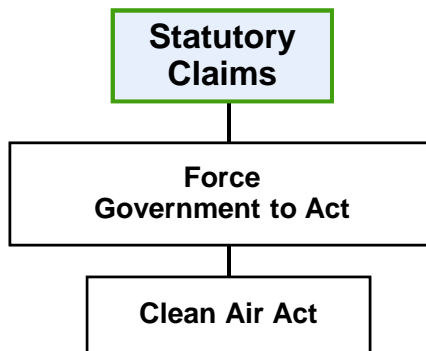 Statutory
Claims
Force
Government to Act
Clean Air Act